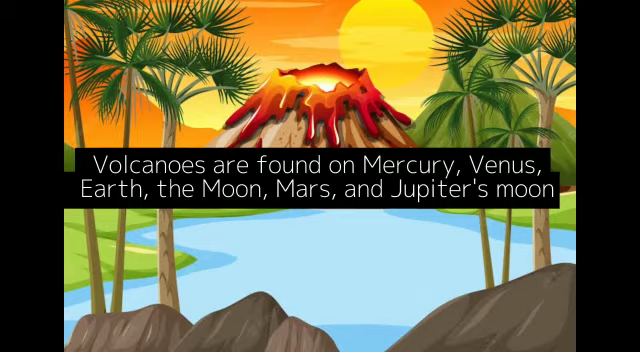 Volcanoes are found on Mercury, Venus,
Earth, the Moon, Mars, and Jupiter's moon